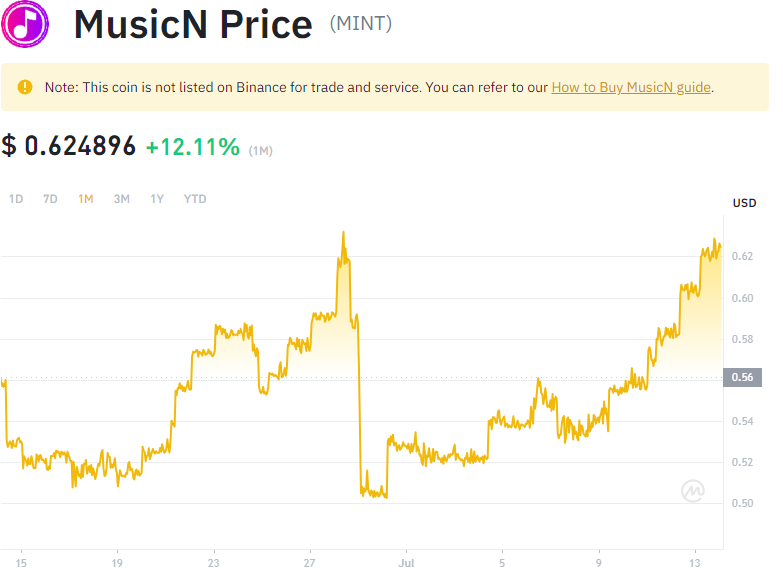 MusicN Price (MINT)
Note: This coin is not listed on Binance for trade and service. You can refer to our How to Buy MusicN guide.
$ 0.624896 +12.11% (1M)
1D 7D 1M 3M 1Y YTD
USD
0.62
0.60
0.58
0.56
0.54
0.52
0.50
15 19 23 27 Jul 5 9 13